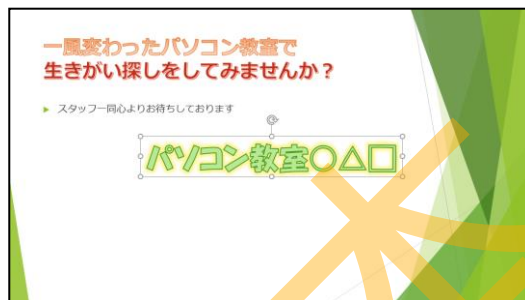 一風変わったパソコン教室で
生きがい探しをしてみませんか？
スタッフ一同心よりお待ちしております
パソコン教室○△□